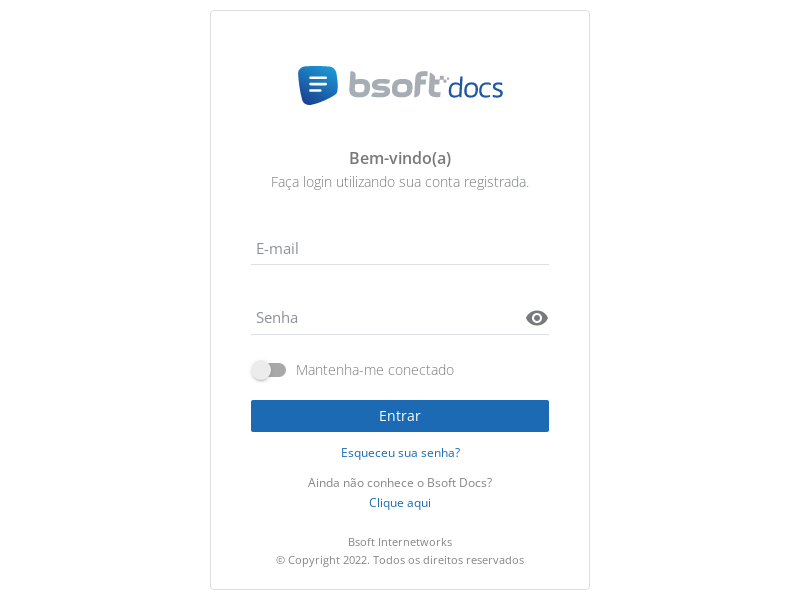 bsoft docs
Bem-vindo(a)
Faça login utilizando sua conta registrada.
E-mail
Senha
Mantenha-me conectado
Entrar
Esqueceu sua senha?
Ainda não conhece o Bsoft Docs?
Clique aqui
Bsoft Internetworks
© Copyright 2022. Todos os direitos reservados